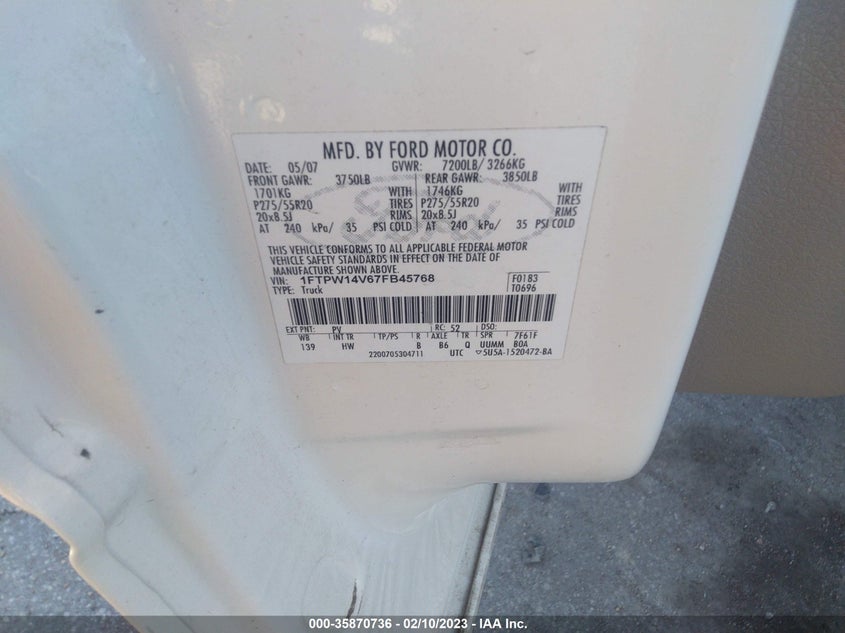 MFD. BY FORD MOTOR CO.
DATE: 05/07 GVWR: 7200LB/ 3266KG
FRONT GAWR: 3750LB REAR GAWR: 3850LB
1701KG WITH 1746KG WITH
P275/55R20 TIRES P275/55R20 TIRES
20x8.5J RIMS 20x8.5J RIMS
AT 240 kPa/ 35 PSI COLD AT 240 kPa/ 35 PSI COLD
THIS VEHICLE CONFORMS TO ALL APPLICABLE FEDERAL MOTOR
VEHICLE SAFETY STANDARDS IN EFFECT ON THE DATE OF
MANUFACTURE SHOWN ABOVE.
VIN: 1FTPW14V67FB45768 F0183
TYPE: Truck T0696
EXT PNT: PV RC: 52 DSO:
WB INT TR TP/PS R AXLE TR SPR 7F61F
139 HW B B6 Q UUMM B0A
2200705304711 UTC 5U5A-1520472-BA
Ford
000-35870736 - 02/10/2023 - IAA Inc.